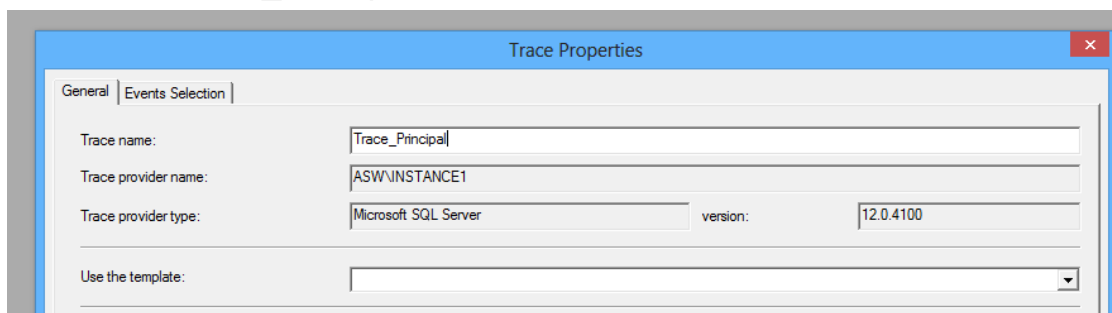 Trace Properties
General Events Selection
Trace name: Trace_Principal
Trace provider name: ASW\INSTANCE1
Trace provider type: Microsoft SQL Server version: 12.0.4100
Use the template: